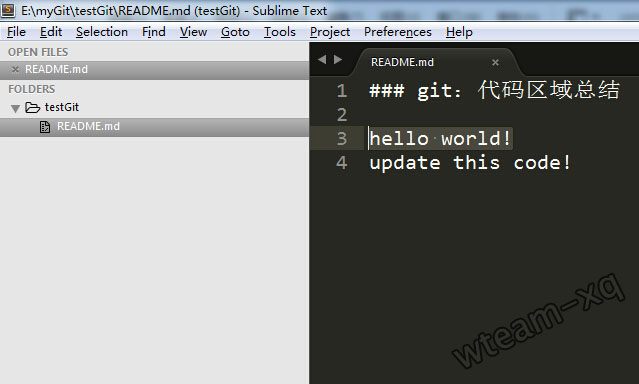 E:\myGit\testGit\README.md (testGit) - Sublime Text
File Edit Selection Find View Goto Tools Project Preferences Help
OPEN FILES
× README.md
FOLDERS
testGit
README.md
README.md ×
1 ### git：代码区域总结
2
3 hello world!
4 update this code!
wteam-xq